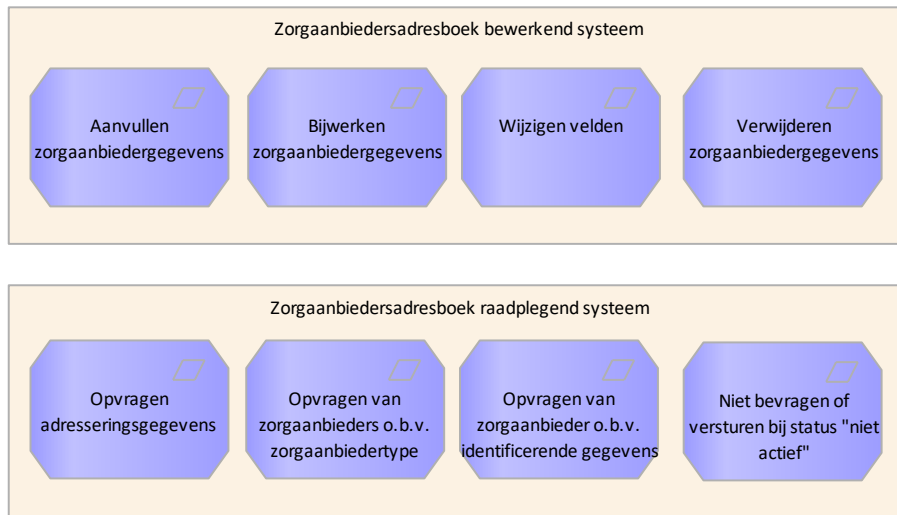 Zorgaanbiedersadresboek bewerkend systeem
Aanvullen
zorgaanbiedergegevens
Bijwerken
zorgaanbiedergegevens
Wijzigen velden
Verwijderen
zorgaanbiedergegevens
Zorgaanbiedersadresboek raadplegend systeem
Opvragen
adresseringsgegevens
Opvragen van
zorgaanbieders o.b.v.
zorgaanbiedertype
Opvragen van
zorgaanbieder o.b.v.
identificerende gegevens
Niet bevragen of
versturen bij status "niet
actief"